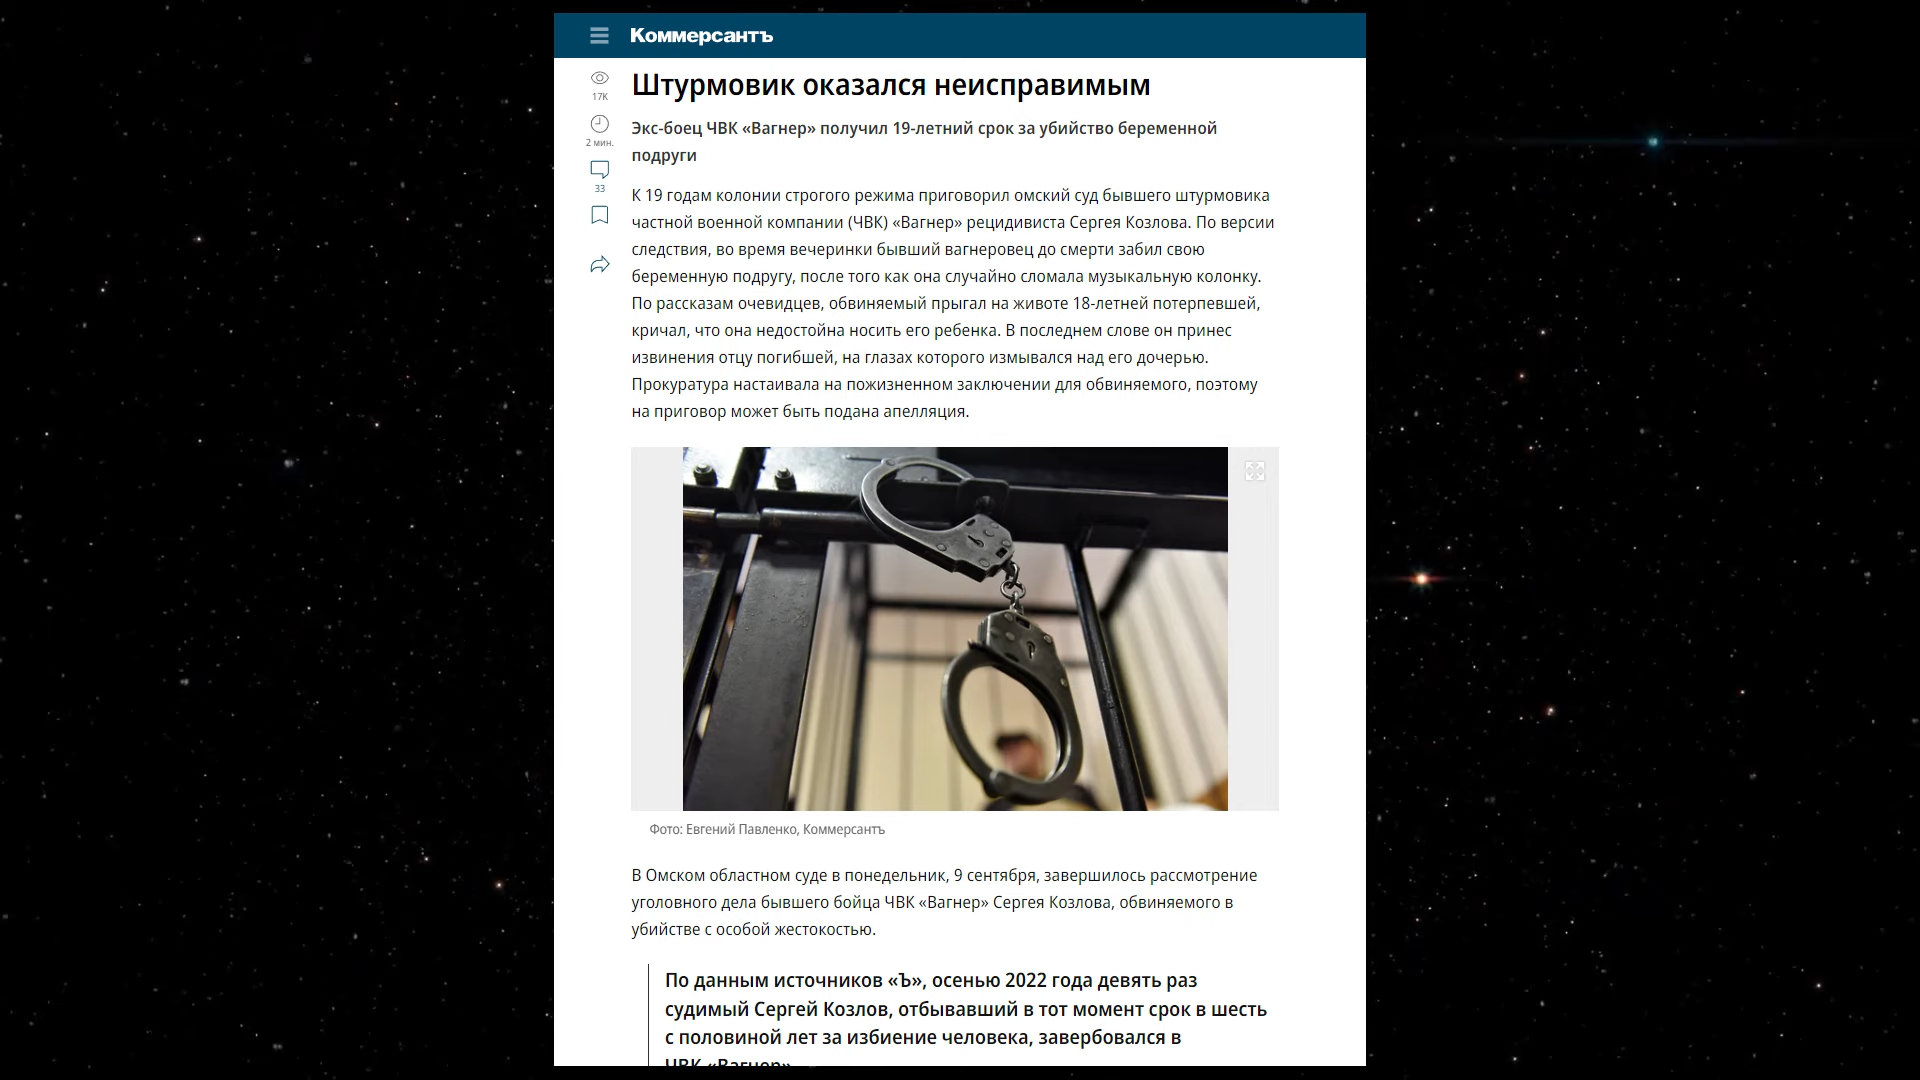 Коммерсантъ
Штурмовик оказался неисправимым
17K
2 мин.
33
Экс-боец ЧВК «Вагнер» получил 19-летний срок за убийство беременной
подруги
К 19 годам колонии строгого режима приговорил омский суд бывшего штурмовика
частной военной компании (ЧВК) «Вагнер» рецидивиста Сергея Козлова. По версии
следствия, во время вечеринки бывший вагнеровец до смерти забил свою
беременную подругу, после того как она случайно сломала музыкальную колонку.
По рассказам очевидцев, обвиняемый прыгал на животе 18-летней потерпевшей,
кричал, что она недостойна носить его ребенка. В последнем слове он принес
извинения отцу погибшей, на глазах которого измывался над его дочерью.
Прокуратура настаивала на пожизненном заключении для обвиняемого, поэтому
на приговор может быть подана апелляция.
Фото: Евгений Павленко, Коммерсантъ
В Омском областном суде в понедельник, 9 сентября, завершилось рассмотрение
уголовного дела бывшего бойца ЧВК «Вагнер» Сергея Козлова, обвиняемого в
убийстве с особой жестокостью.
По данным источников «Ъ», осенью 2022 года девять раз
судимый Сергей Козлов, отбывавший в тот момент срок в шесть
с половиной лет за избиение человека, завербовался в
ЧВК «Вагнер»